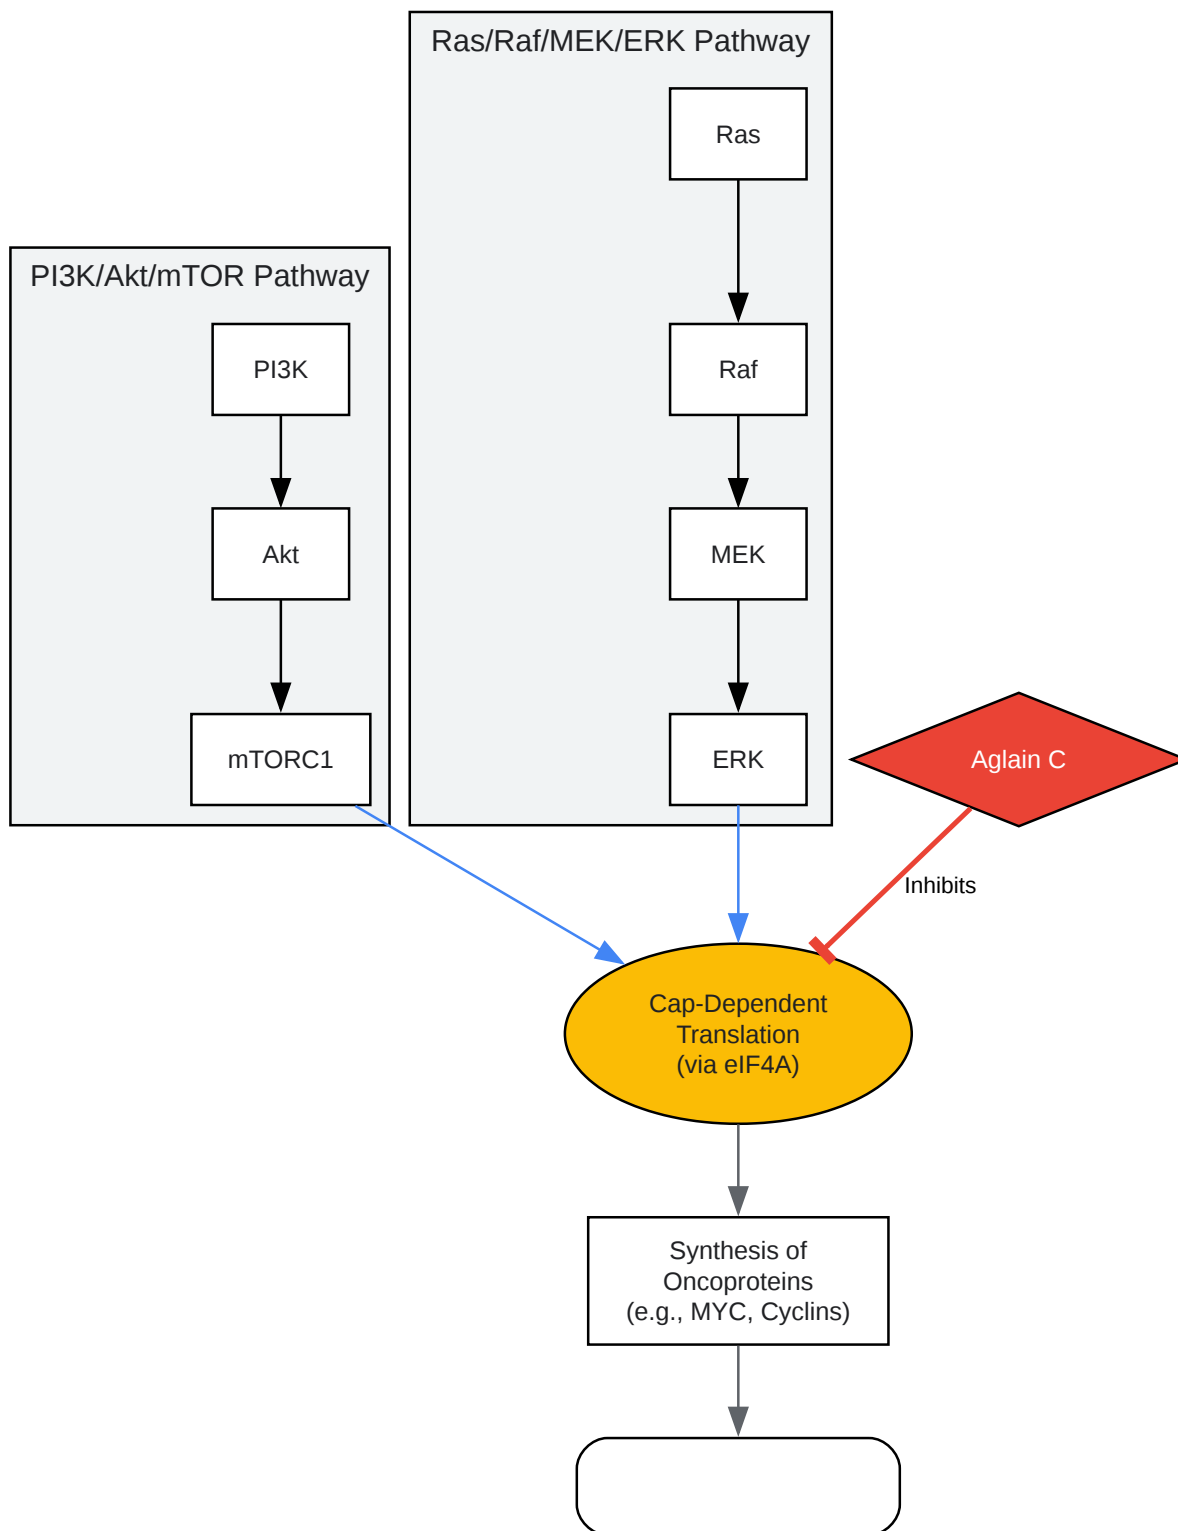 Ras/Raf/MEK/ERK Pathway
Ras
PI3K/Akt/mTOR Pathway
PI3K
Raf
Akt
MEK
mTORC1
ERK
Aglain C
Inhibits
Cap-Dependent
Translation
(via eIF4A)
Synthesis of
Oncoproteins
(e.g., MYC, Cyclins)